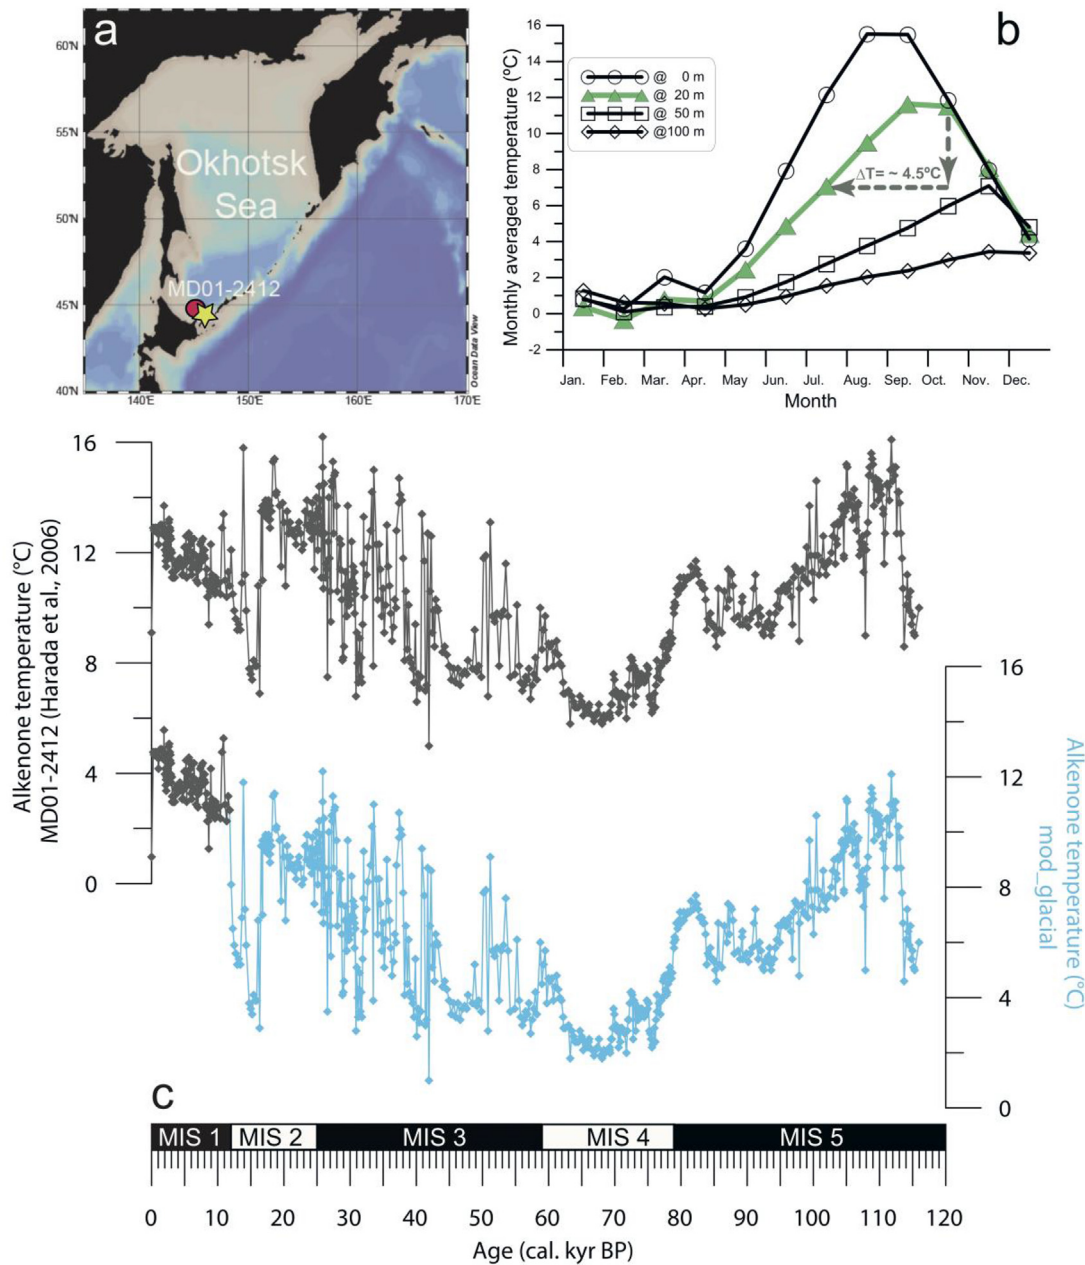 a
60°N
55°N
50°N
45°N
40°N
Okhotsk
Sea
MD01-2412
140°E
150°E
160°E
170°E
Ocean Data View
b
Monthly averaged temperature (ºC)
16
14
12
10
8
6
4
2
0
-2
@ 0 m
@ 20 m
@ 50 m
@100 m
ΔT= ~ 4.5ºC
Jan. Feb. Mar. Apr. May Jun. Jul. Aug. Sep. Oct. Nov. Dec.
Month
Alkenone temperature (°C)
MD01-2412 (Harada et al., 2006)
16
12
8
4
0
16
12
8
4
0
Alkenone temperature
mod_glacial
(°C)
c
MIS 1 MIS 2 MIS 3 MIS 4 MIS 5
0 10 20 30 40 50 60 70 80 90 100 110 120
Age (cal. kyr BP)